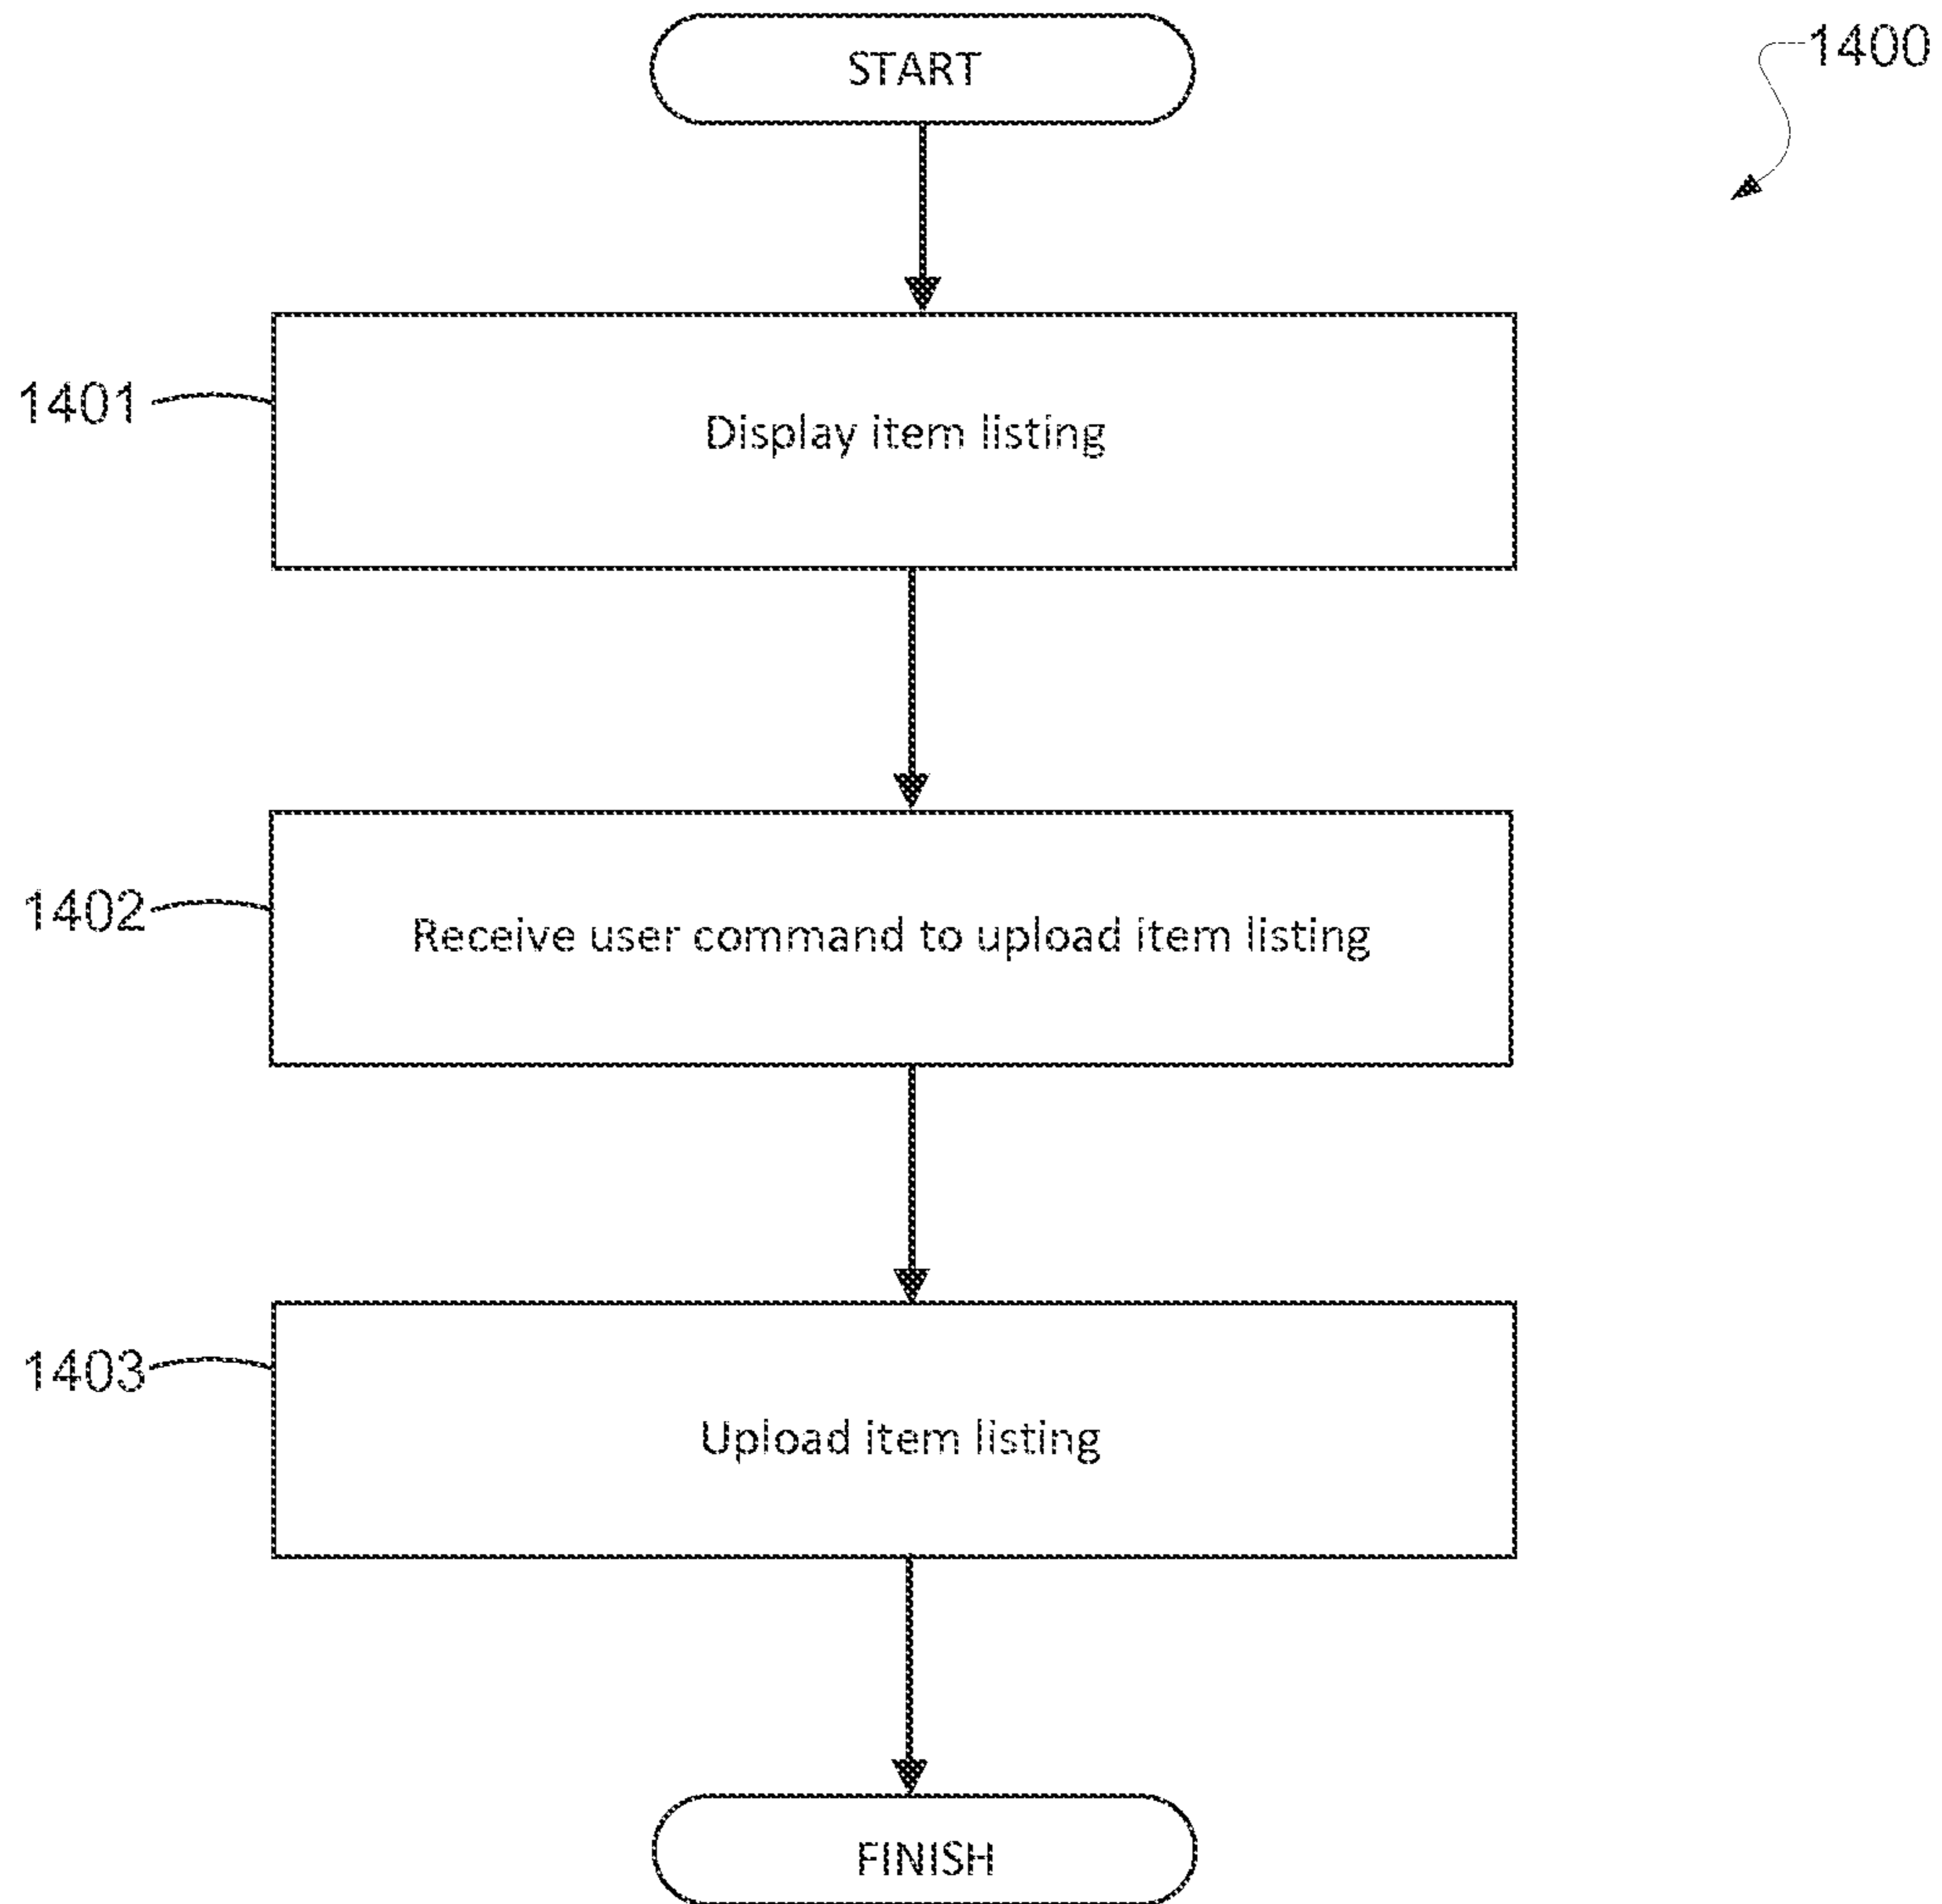 START
1400
1401
Display item listing
1402
Receive user command to upload item listing
1403
Upload item listing
FINISH